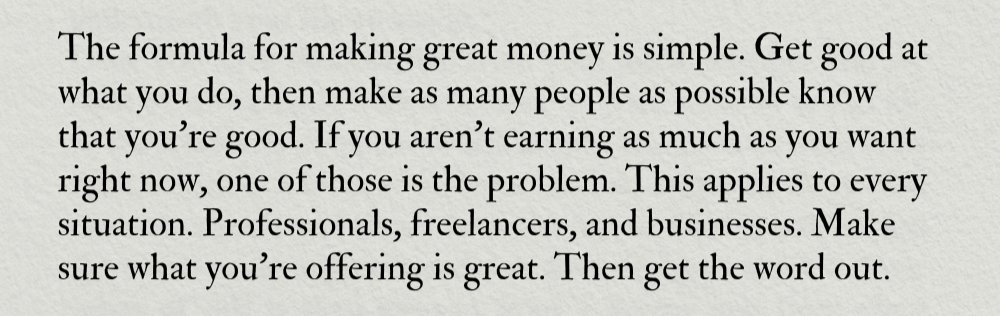 The formula for making great money is simple. Get good at
what you do, then make as many people as possible know
that you’re good. If you aren’t earning as much as you want
right now, one of those is the problem. This applies to every
situation. Professionals, freelancers, and businesses. Make
sure what you’re offering is great. Then get the word out.